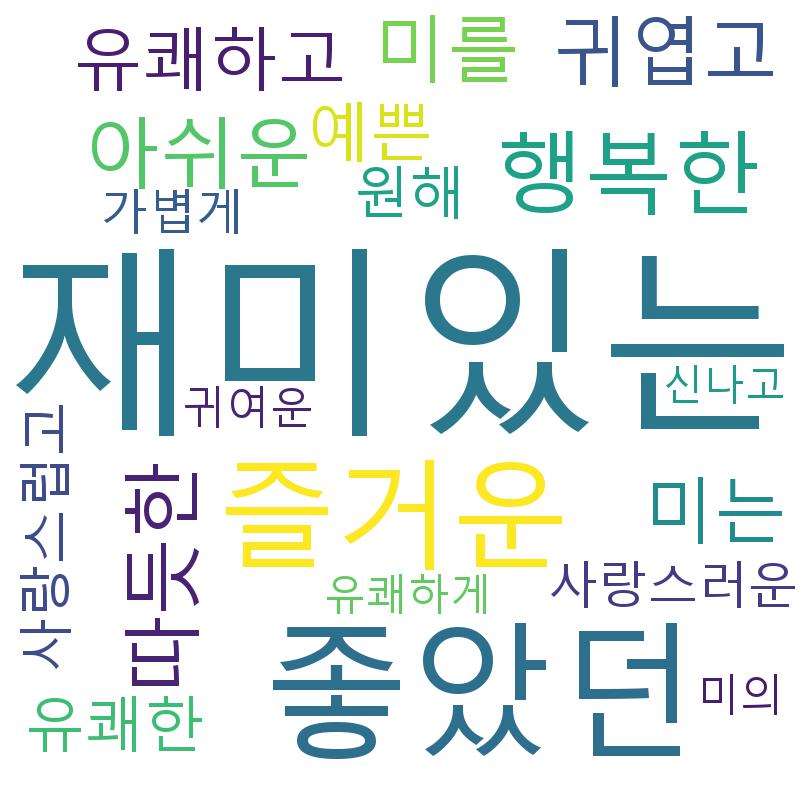 유쾌하고 미를 귀엽고
아쉬운 예쁜 행복한
가볍게 원해
재미있는
귀여운 신나고
사랑스럽고 따듯한 즐거운 미는
유쾌하게 사랑스러운
좋았던 미의
유쾌한